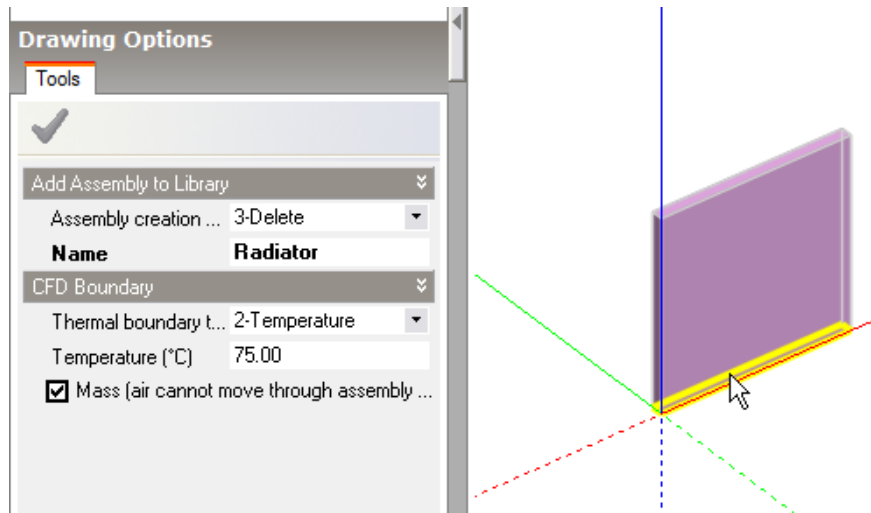 Drawing Options
Tools
Add Assembly to Library
Assembly creation ... 3-Delete
Name Radiator
CFD Boundary
Thermal boundary t... 2-Temperature
Temperature (°C) 75.00
Mass (air cannot move through assembly ...